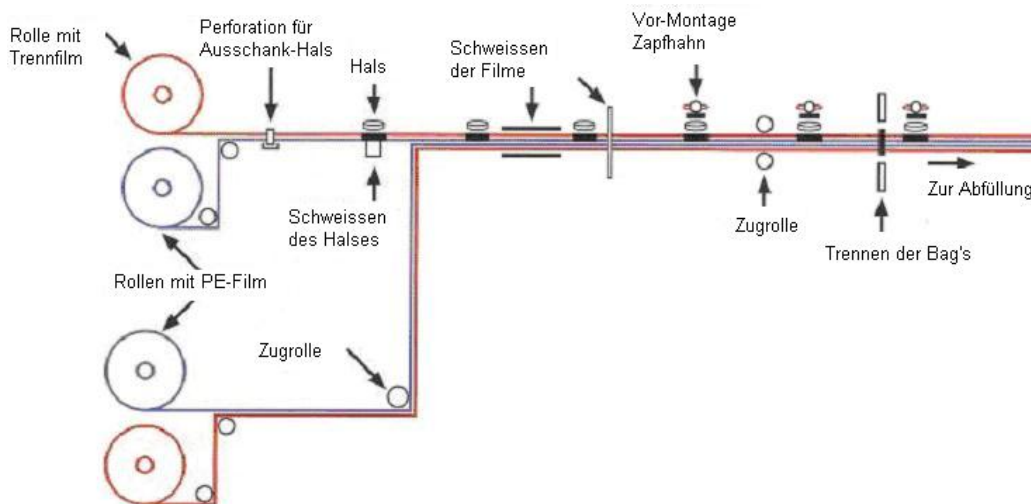 Rolle mit
Trennfilm
Perforation für
Ausschank-Hals
Hals
Schweissen
der Filme
Vor-Montage
Zapfhahn
Schweissen
des Halses
Zugrolle
Zur Abfüllung
Trennen der Bag's
Rollen mit PE-Film
Zugrolle